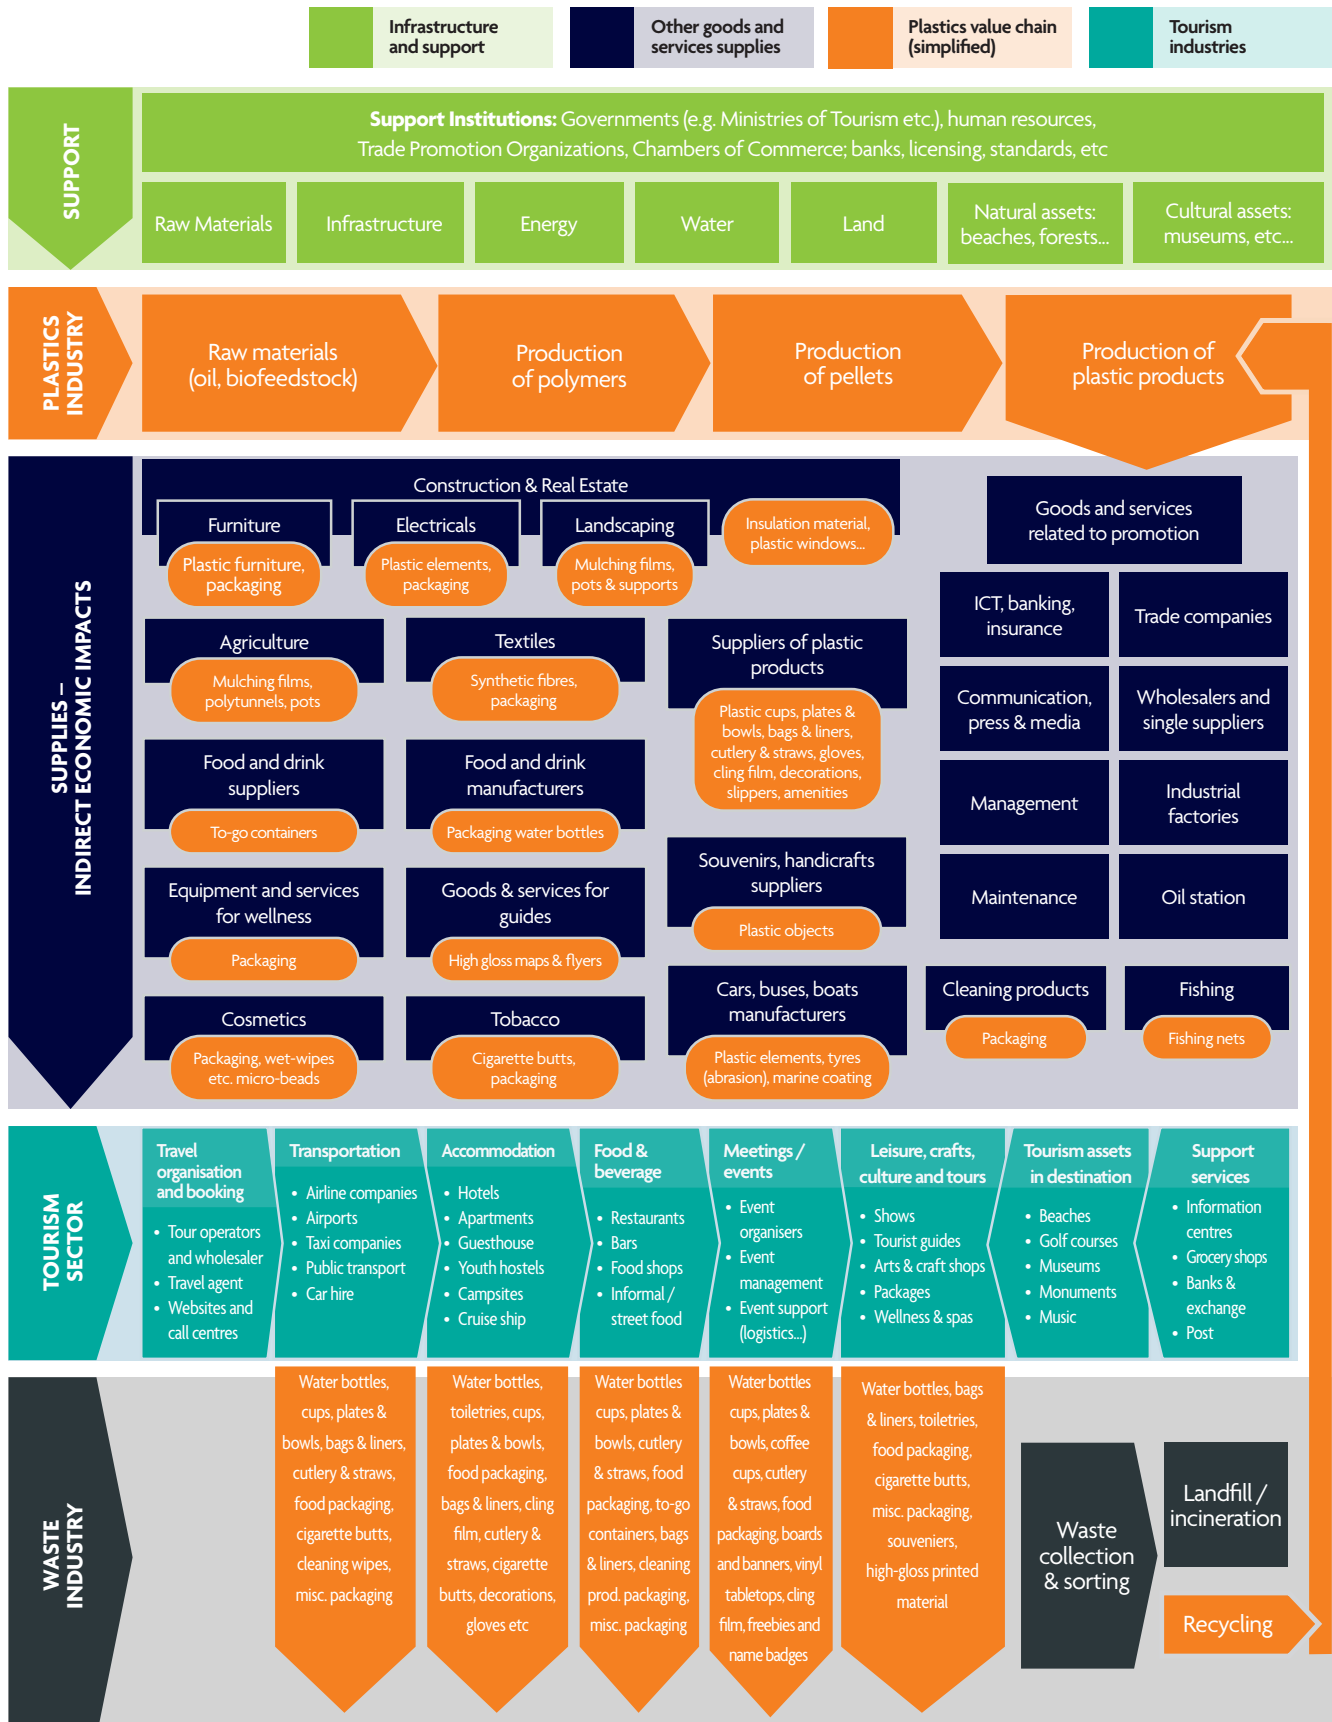 Infrastructure
and support
Other goods and
services supplies
Plastics value chain
(simplified)
Tourism
industries
SUPPORT
Support Institutions: Governments (e.g. Ministries of Tourism etc.), human resources,
Trade Promotion Organizations, Chambers of Commerce; banks, licensing, standards, etc
Raw Materials
Infrastructure
Energy
Water
Land
Natural assets:
beaches, forests...
Cultural assets:
museums, etc...
PLASTICS
INDUSTRY
Raw materials
(oil, biofeedstock)
Production
of polymers
Production
of pellets
Production of
plastic products
SUPPLIES –
INDIRECT ECONOMIC IMPACTS
Construction & Real Estate
Furniture
Plastic furniture,
packaging
Electricals
Plastic elements,
packaging
Landscaping
Mulching films,
pots & supports
Insulation material,
plastic windows...
Goods and services
related to promotion
Agriculture
Mulching films,
polytunnels, pots
Textiles
Synthetic fibres,
packaging
Suppliers of plastic
products
Plastic cups, plates &
bowls, bags & liners,
cutlery & straws, gloves,
cling film, decorations,
slippers, amenities
ICT, banking,
insurance
Trade companies
Communication,
press & media
Wholesalers and
single suppliers
Food and drink
suppliers
To-go containers
Food and drink
manufacturers
Packaging water bottles
Management
Industrial
factories
Equipment and services
for wellness
Packaging
Goods & services for
guides
High gloss maps & flyers
Souvenirs, handicrafts
suppliers
Plastic objects
Maintenance
Oil station
Cosmetics
Packaging, wet-wipes
etc. micro-beads
Tobacco
Cigarette butts,
packaging
Cars, buses, boats
manufacturers
Plastic elements, tyres
(abrasion), marine coating
Cleaning products
Packaging
Fishing
Fishing nets
TOURISM
SECTOR
Travel
organisation
and booking
• Tour operators
and wholesaler
• Travel agent
• Websites and
call centres
Transportation
• Airline companies
• Airports
• Taxi companies
• Public transport
• Car hire
Accommodation
• Hotels
• Apartments
• Guesthouse
• Youth hostels
• Campsites
• Cruise ship
Food &
beverage
• Restaurants
• Bars
• Food shops
• Informal /
street food
Meetings /
events
• Event
organisers
• Event
management
• Event support
(logistics...)
Leisure, crafts,
culture and tours
• Shows
• Tourist guides
• Arts & craft shops
• Packages
• Wellness & spas
Tourism assets
in destination
• Beaches
• Golf courses
• Museums
• Monuments
• Music
Support
services
• Information
centres
• Grocery shops
• Banks &
exchange
• Post
WASTE
INDUSTRY
Water bottles,
cups, plates &
bowls, bags & liners,
cutlery & straws,
food packaging,
cigarette butts,
cleaning wipes,
misc. packaging
Water bottles,
toiletries, cups,
plates & bowls,
food packaging,
bags & liners, cling
film, cutlery &
straws, cigarette
butts, decorations,
gloves etc
Water bottles
cups, plates &
bowls, cutlery
& straws, food
packaging, to-go
containers, bags
& liners, cleaning
prod. packaging,
misc. packaging
Water bottles
cups, plates &
bowls, coffee
cups, cutlery
& straws, food
packaging, boards
and banners, vinyl
tabletops, cling
film, freebies and
name badges
Water bottles, bags
& liners, toiletries,
food packaging,
cigarette butts,
misc. packaging,
souveniers,
high-gloss printed
material
Waste
collection
& sorting
Landfill /
incineration
Recycling